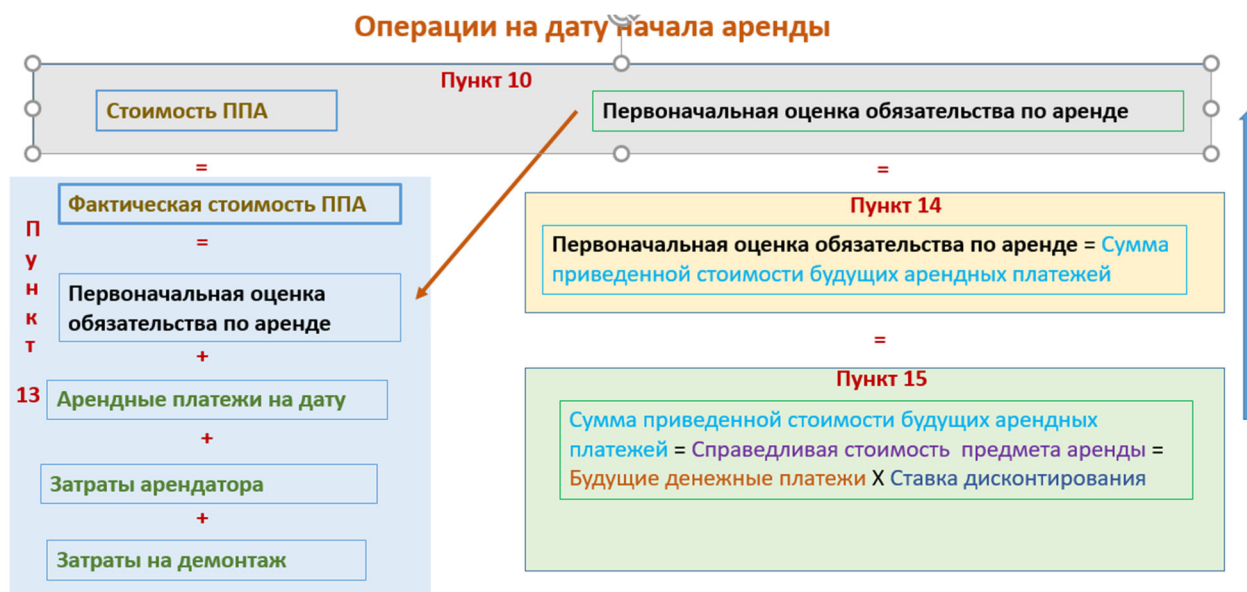 Операции на дату начала аренды
Пункт 10
Стоимость ППА
Первоначальная оценка обязательства по аренде
=
=
Пункт
13
Фактическая стоимость ППА
=
Первоначальная оценка
обязательства по аренде
+
Арендные платежи на дату
+
Затраты арендатора
+
Затраты на демонтаж
Пункт 14
Первоначальная оценка обязательства по аренде = Сумма
приведенной стоимости будущих арендных платежей
=
Пункт 15
Сумма приведенной стоимости будущих арендных
платежей = Справедливая стоимость предмета аренды =
Будущие денежные платежи X Ставка дисконтирования